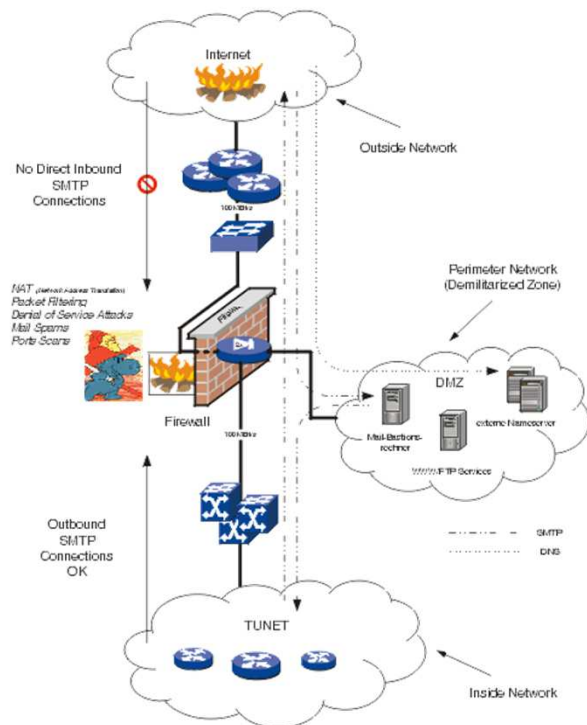 Internet
Outside Network
No Direct Inbound
SMTP
Connections
100 MBit/s
Perimeter Network
(Demilitarized Zone)
NAT (Network Address Translation)
Packet Filtering
Denial of Service Attacks
Mail Spams
Ports Scans
Firewall
DMZ
Mail-Bastions-
rechner
externe Nameserver
WWW/FTP Services
Firewall
100 MBit/s
Outbound
SMTP
Connections
OK
SMTP
DNS
TUNET
Inside Network